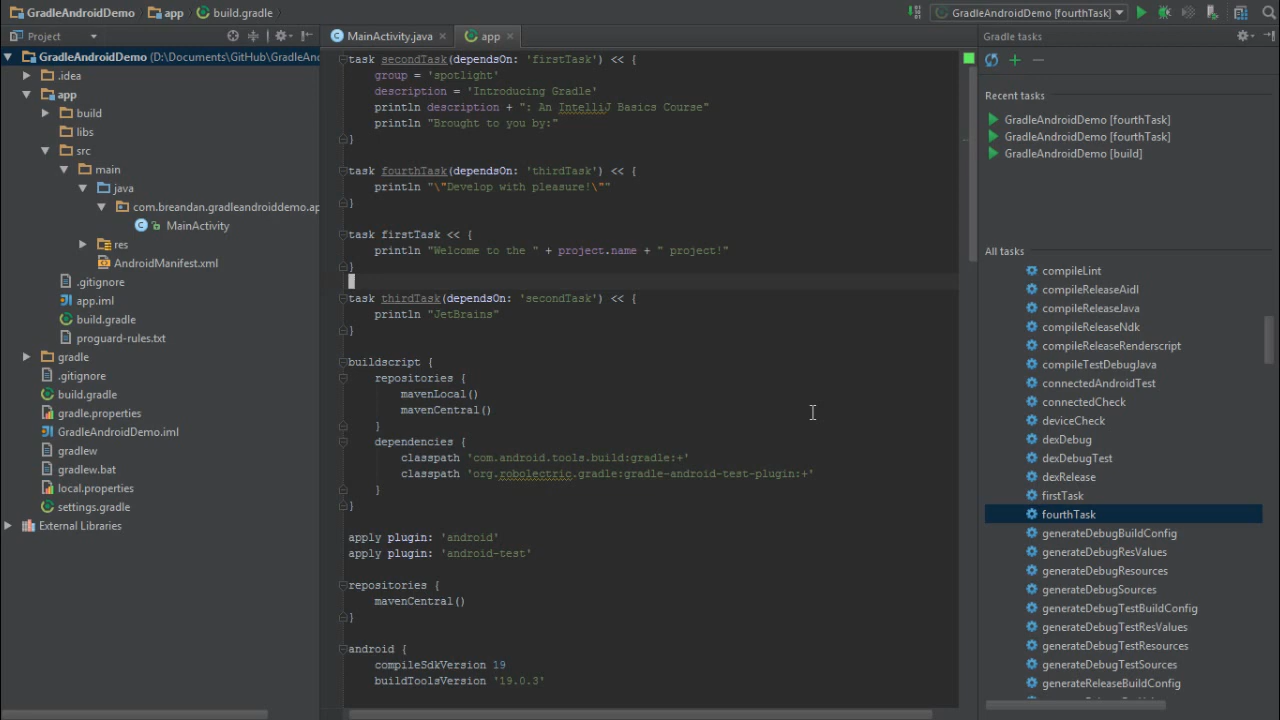 GradleAndroidDemo app build.gradle
GradleAndroidDemo [fourthTask]
Project
GradleAndroidDemo (D:\Documents\GitHub\GradleAnd
.idea
app
build
libs
src
main
java
com.breandan.gradleandroiddemo.ap
MainActivity
res
AndroidManifest.xml
.gitignore
app.iml
build.gradle
proguard-rules.txt
gradle
.gitignore
build.gradle
gradle.properties
GradleAndroidDemo.iml
gradlew
gradlew.bat
local.properties
settings.gradle
External Libraries
MainActivity.java app
task secondTask(dependsOn: 'firstTask') << {
group = 'spotlight'
description = 'Introducing Gradle'
println description + ": An IntelliJ Basics Course"
println "Brought to you by:"
}
task fourthTask(dependsOn: 'thirdTask') << {
println "\"Develop with pleasure!\""
}
task firstTask << {
println "Welcome to the " + project.name + " project!"
}
task thirdTask(dependsOn: 'secondTask') << {
println "JetBrains"
}
buildscript {
repositories {
mavenLocal()
mavenCentral()
}
dependencies {
classpath 'com.android.tools.build:gradle:+'
classpath 'org.robolectric.gradle:gradle-android-test-plugin:+'
}
}
apply plugin: 'android'
apply plugin: 'android-test'
repositories {
mavenCentral()
}
android {
compileSdkVersion 19
buildToolsVersion '19.0.3'
Gradle tasks
Recent tasks
GradleAndroidDemo [fourthTask]
GradleAndroidDemo [fourthTask]
GradleAndroidDemo [build]
All tasks
compileLint
compileReleaseAidl
compileReleaseJava
compileReleaseNdk
compileReleaseRenderscript
compileTestDebugJava
connectedAndroidTest
connectedCheck
deviceCheck
dexDebug
dexDebugTest
dexRelease
firstTask
fourthTask
generateDebugBuildConfig
generateDebugResValues
generateDebugResources
generateDebugSources
generateDebugTestBuildConfig
generateDebugTestResValues
generateDebugTestResources
generateDebugTestSources
generateReleaseBuildConfig